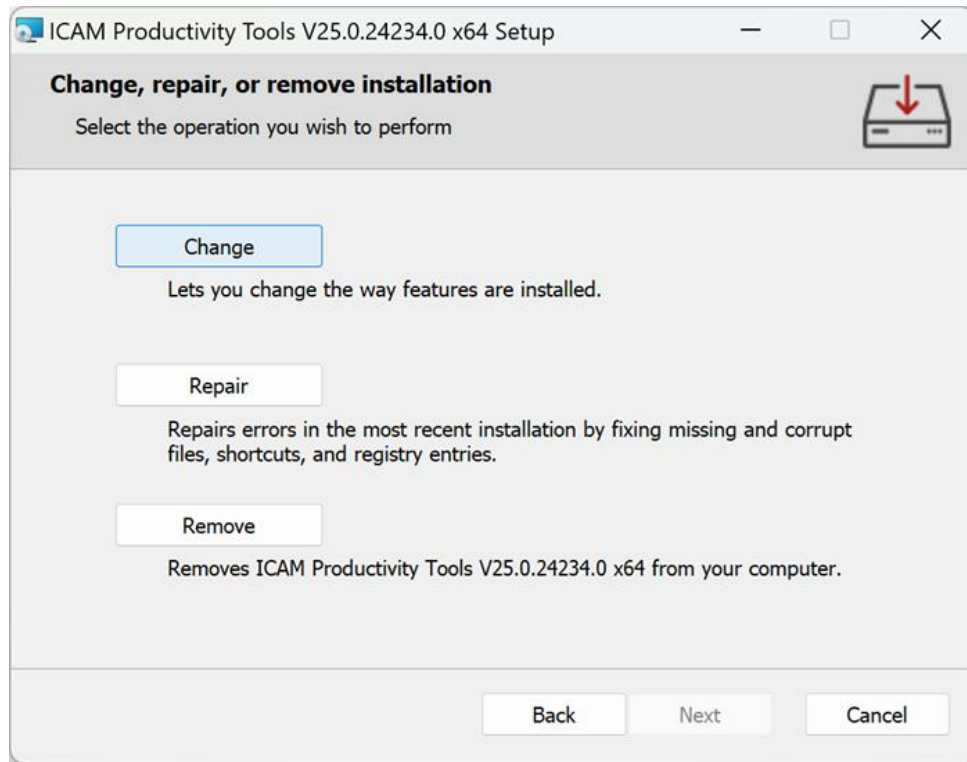 ICAM Productivity Tools V25.0.24234.0 x64 Setup
Change, repair, or remove installation
Select the operation you wish to perform
Change
Lets you change the way features are installed.
Repair
Repairs errors in the most recent installation by fixing missing and corrupt
files, shortcuts, and registry entries.
Remove
Removes ICAM Productivity Tools V25.0.24234.0 x64 from your computer.
Back Next Cancel